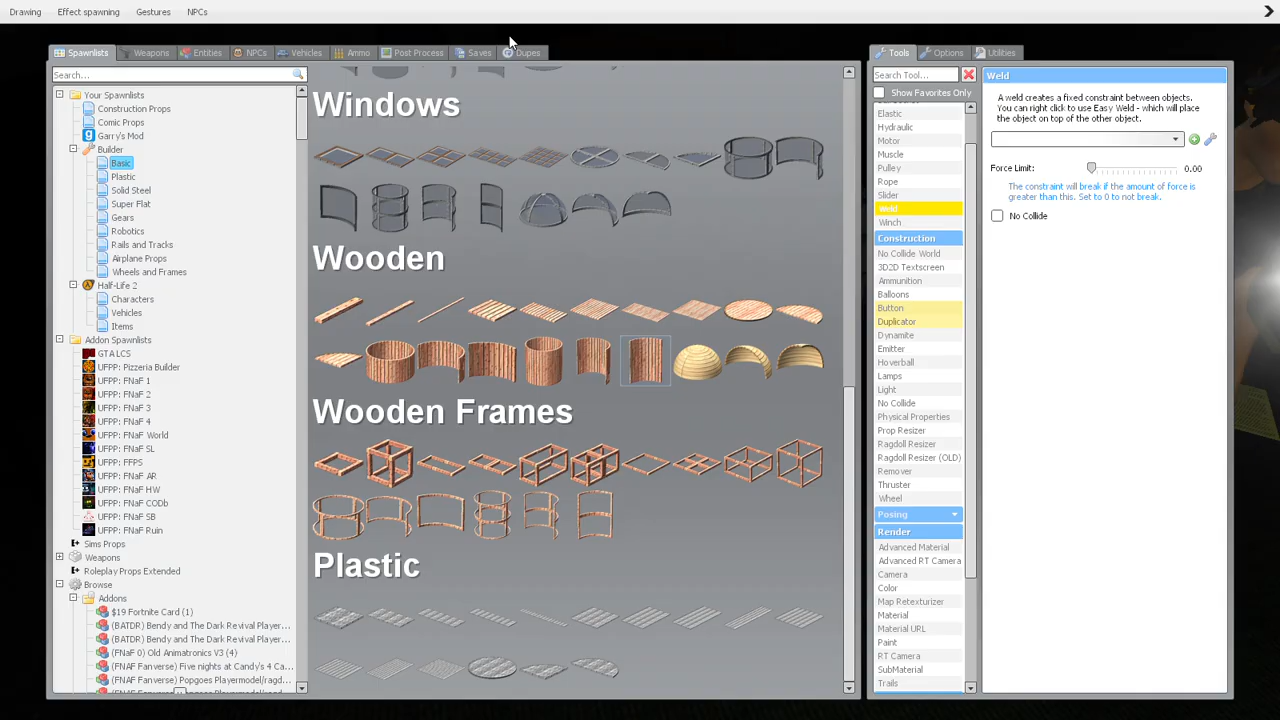 Drawing Effect spawning Gestures NPCs
Spawnlists Weapons Entities NPCs Vehicles Ammo Post Process Saves Dupes
Search...
Your Spawnlists
Construction Props
Comic Props
Garry's Mod
Builder
Basic
Plastic
Solid Steel
Super Flat
Gears
Robotics
Rails and Tracks
Airplane Props
Wheels and Frames
Half-Life 2
Characters
Vehicles
Items
Addon Spawnlists
GTA LCS
UFPP: Pizzeria Builder
UFPP: FNaF 1
UFPP: FNaF 2
UFPP: FNaF 3
UFPP: FNaF 4
UFPP: FNaF World
UFPP: FNaF SL
UFPP: FFPS
UFPP: FNaF AR
UFPP: FNaF HW
UFPP: FNaF CODb
UFPP: FNaF SB
UFPP: FNaF Ruin
Sims Props
Weapons
Roleplay Props Extended
Browse
Addons
$19 Fortnite Card (1)
(BATDR) Bendy and The Dark Revival Player...
(BATDR) Bendy and The Dark Revival Player...
(FNaF 0) Old Animatronics V3 (4)
(FNAF Fanverse) Five nights at Candy's 4 Ca...
(FNAF Fanverse) Popgoes Playermodel/ragd...
Windows
Wooden
Wooden Frames
Plastic
Tools Options Utilities
Search Tool...
Show Favorites Only
Elastic
Hydraulic
Motor
Muscle
Pulley
Rope
Slider
Weld
Winch
Construction
No Collide World
3D2D Textscreen
Ammunition
Balloons
Button
Duplicator
Dynamite
Emitter
Hoverball
Lamps
Light
No Collide
Physical Properties
Prop Resizer
Ragdoll Resizer
Ragdoll Resizer (OLD)
Remover
Thruster
Wheel
Posing
Render
Advanced Material
Advanced RT Camera
Camera
Color
Map Retexturizer
Material
Material URL
Paint
RT Camera
SubMaterial
Trails
Weld
A weld creates a fixed constraint between objects.
You can right click to use Easy Weld - which will place
the object on top of the other object.
Force Limit: 0.00
The constraint will break if the amount of force is
greater than this. Set to 0 to not break.
No Collide